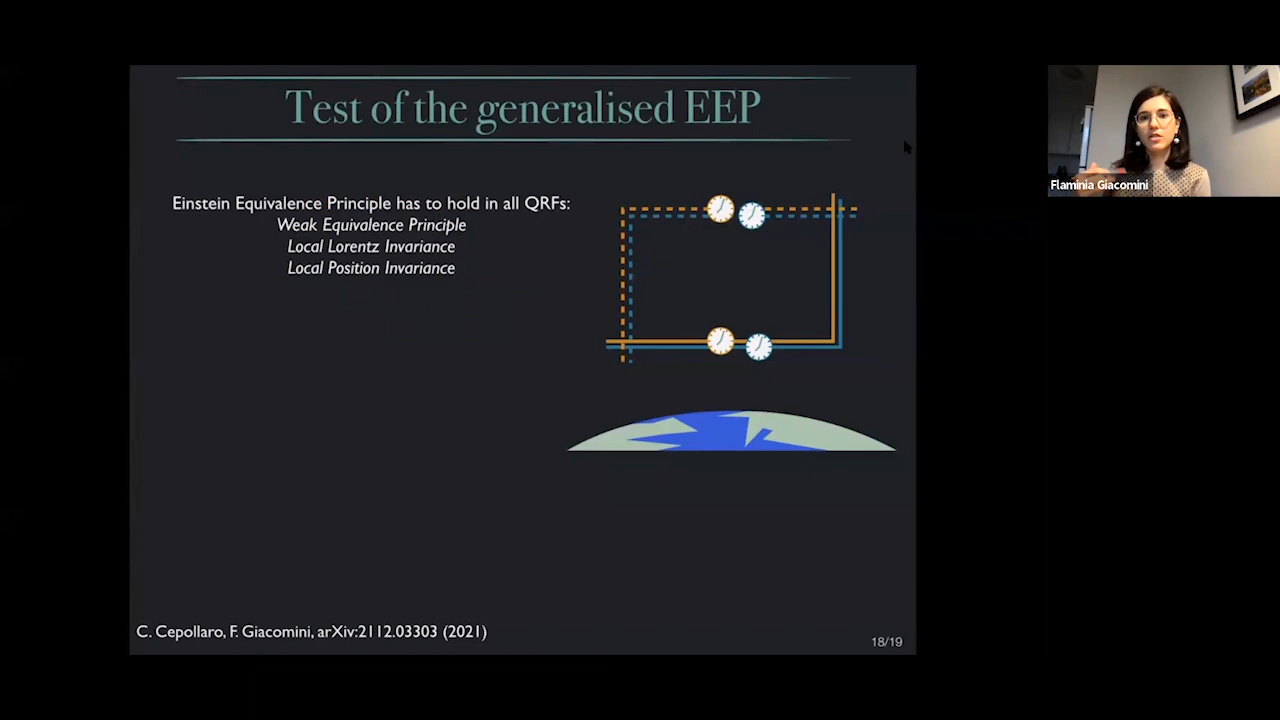 Test of the generalised EEP
Einstein Equivalence Principle has to hold in all QRFs:
Weak Equivalence Principle
Local Lorentz Invariance
Local Position Invariance
C. Cepollaro, F. Giacomini, arXiv:2112.03303 (2021)
18/19
Flaminia Giacomini